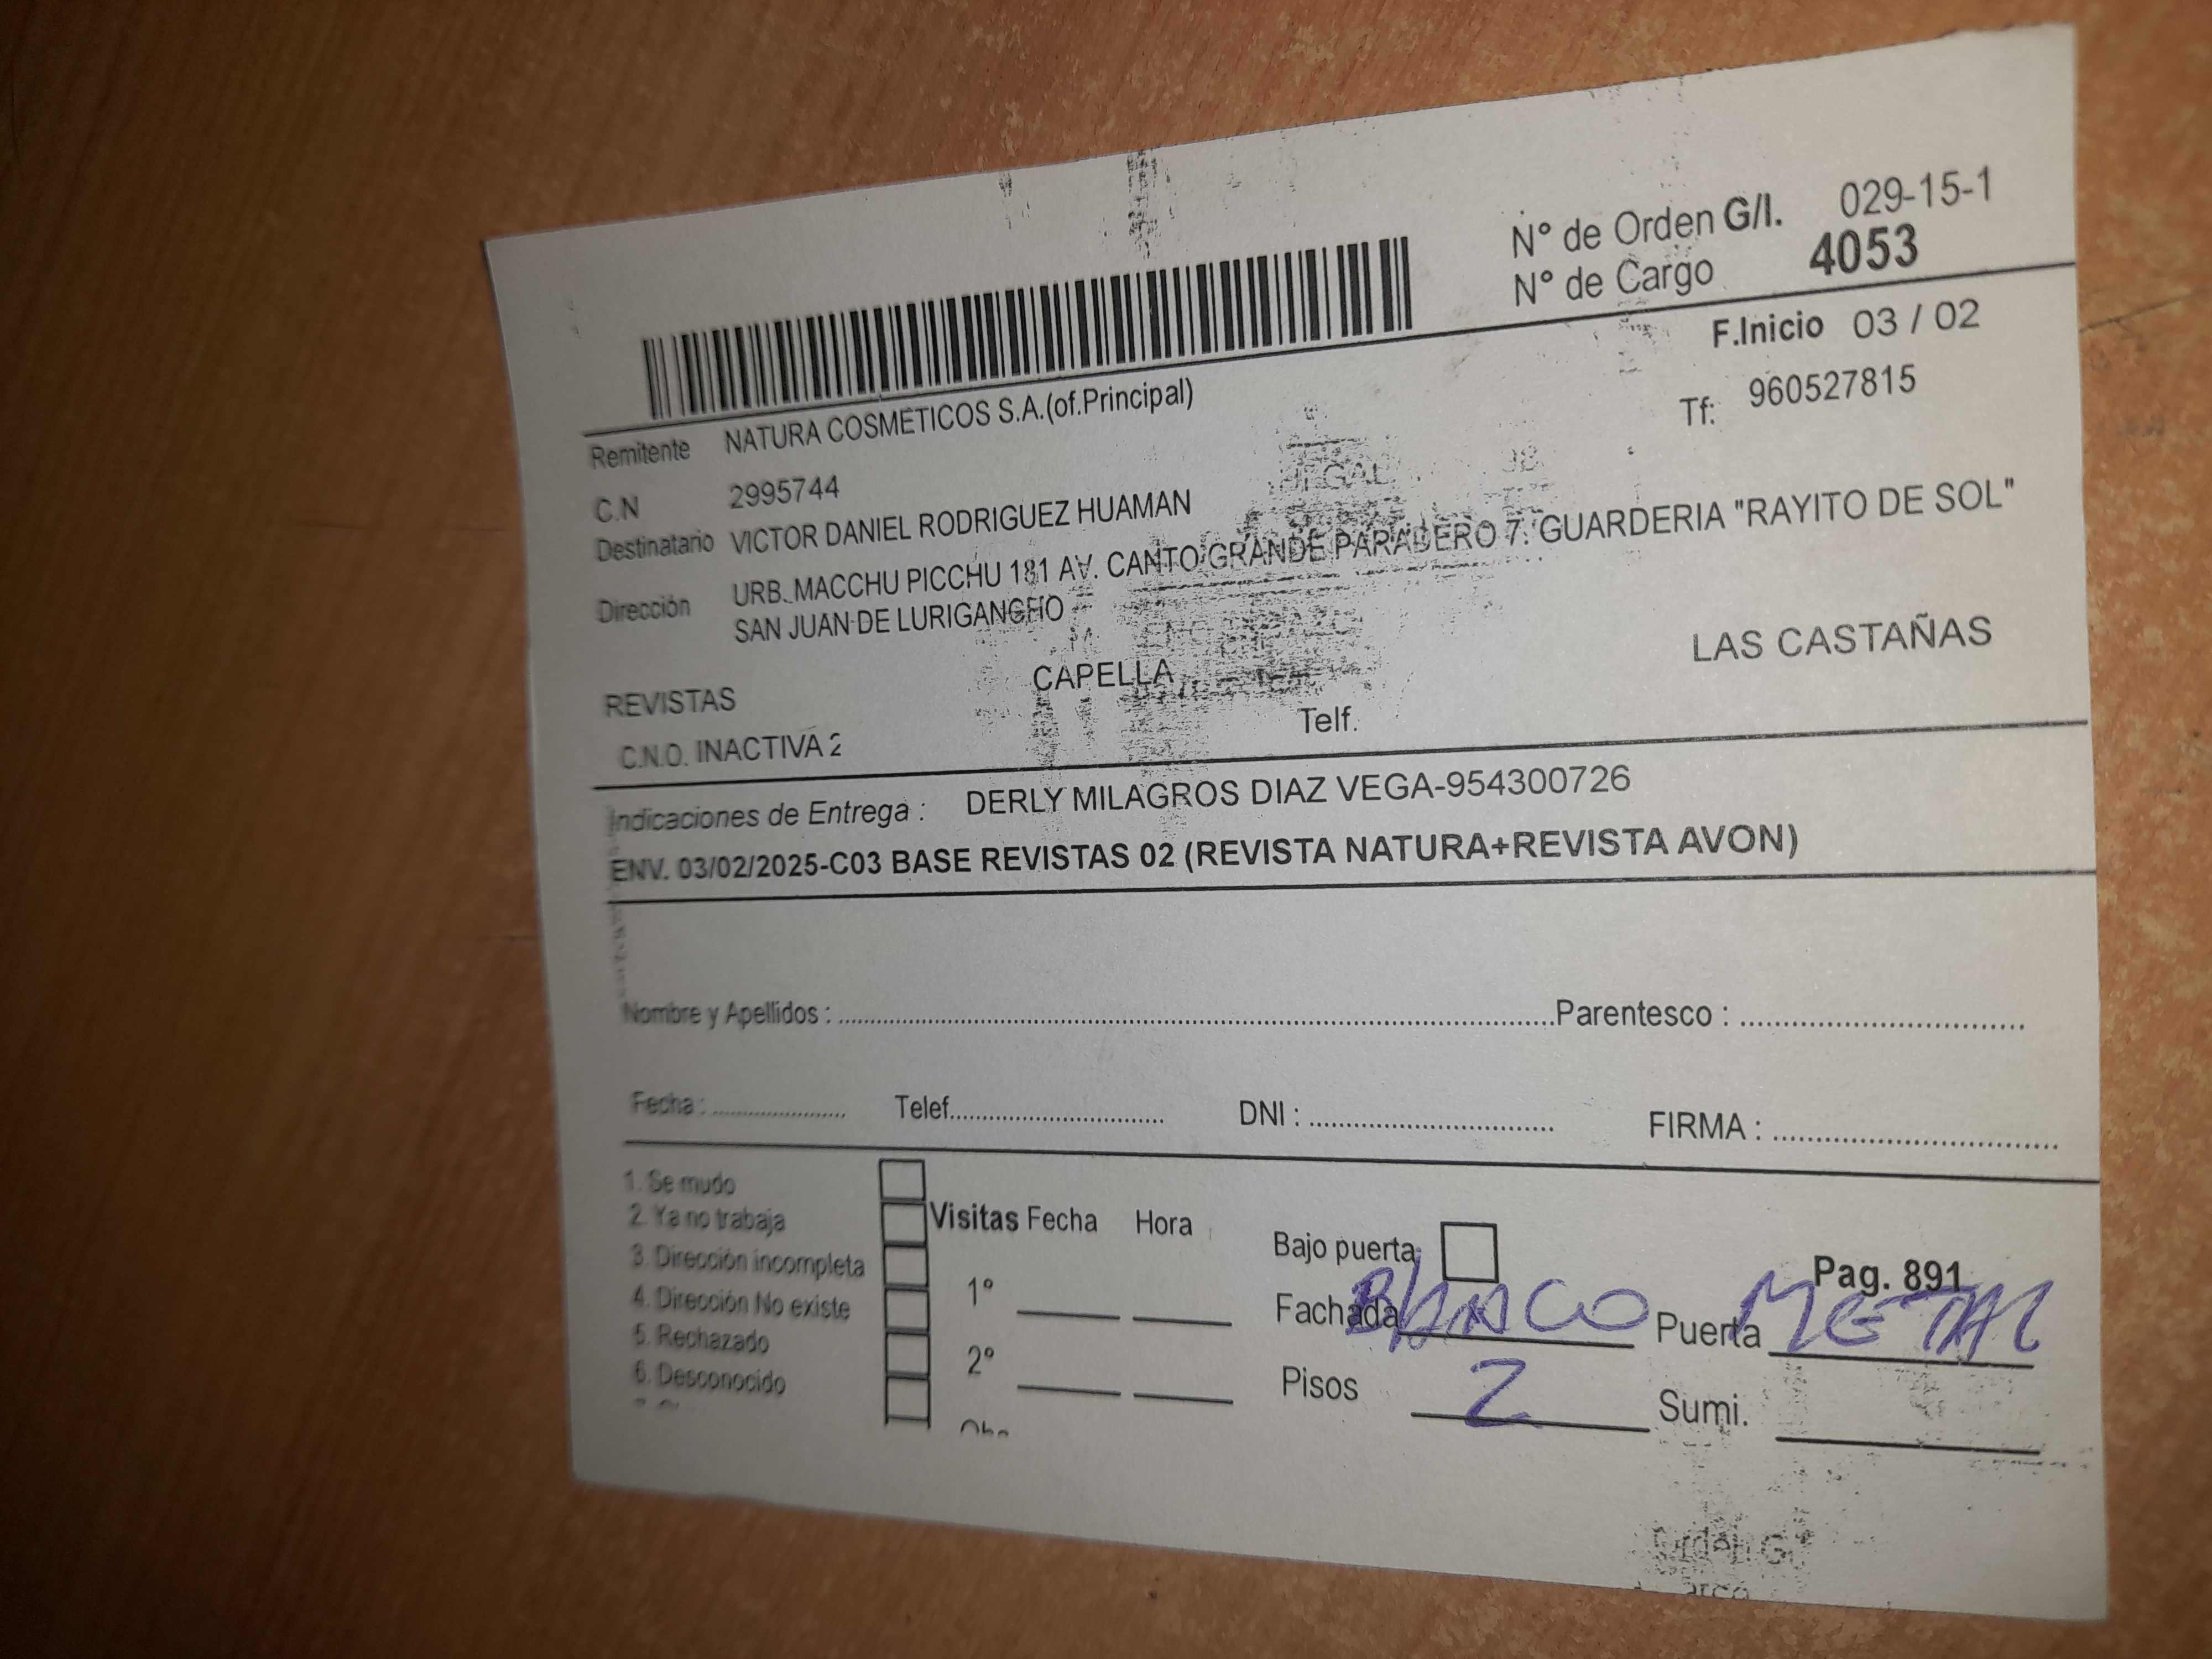 N° de Orden G/I. 029-15-1
N° de Cargo 4053
F.Inicio 03 / 02
Remitente NATURA COSMETICOS S.A.(of.Principal)
Tf: 960527815
C.N 2995744
Destinatario VICTOR DANIEL RODRIGUEZ HUAMAN
Dirección URB. MACCHU PICCHU 181 AV. CANTO GRANDE PARADERO 7. GUARDERIA "RAYITO DE SOL"
SAN JUAN DE LURIGANCHO
REVISTAS CAPELLA LAS CASTAÑAS
C.N.O. INACTIVA 2 Telf.
Indicaciones de Entrega : DERLY MILAGROS DIAZ VEGA-954300726
ENV. 03/02/2025-C03 BASE REVISTAS 02 (REVISTA NATURA+REVISTA AVON)
Nombre y Apellidos : Parentesco :
Fecha : Telef. DNI : FIRMA :
1. Se mudo
2. Ya no trabaja
3. Dirección incompleta
4. Dirección No existe
5. Rechazado
6. Desconocido
Visitas Fecha Hora
1°
2°
Bajo puerta
Pag. 891
Fachada BLANCO Puerta METAL
Pisos 2 Sumi.